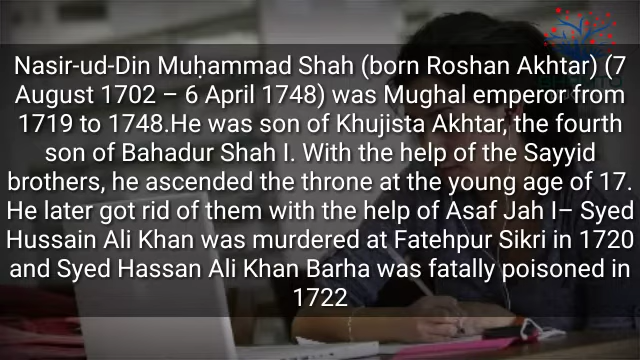 Nasir-ud-Din Muḥammad Shah (born Roshan Akhtar) (7
August 1702 – 6 April 1748) was Mughal emperor from
1719 to 1748.He was son of Khujista Akhtar, the fourth
son of Bahadur Shah I. With the help of the Sayyid
brothers, he ascended the throne at the young age of 17.
He later got rid of them with the help of Asaf Jah I– Syed
Hussain Ali Khan was murdered at Fatehpur Sikri in 1720
and Syed Hassan Ali Khan Barha was fatally poisoned in
1722